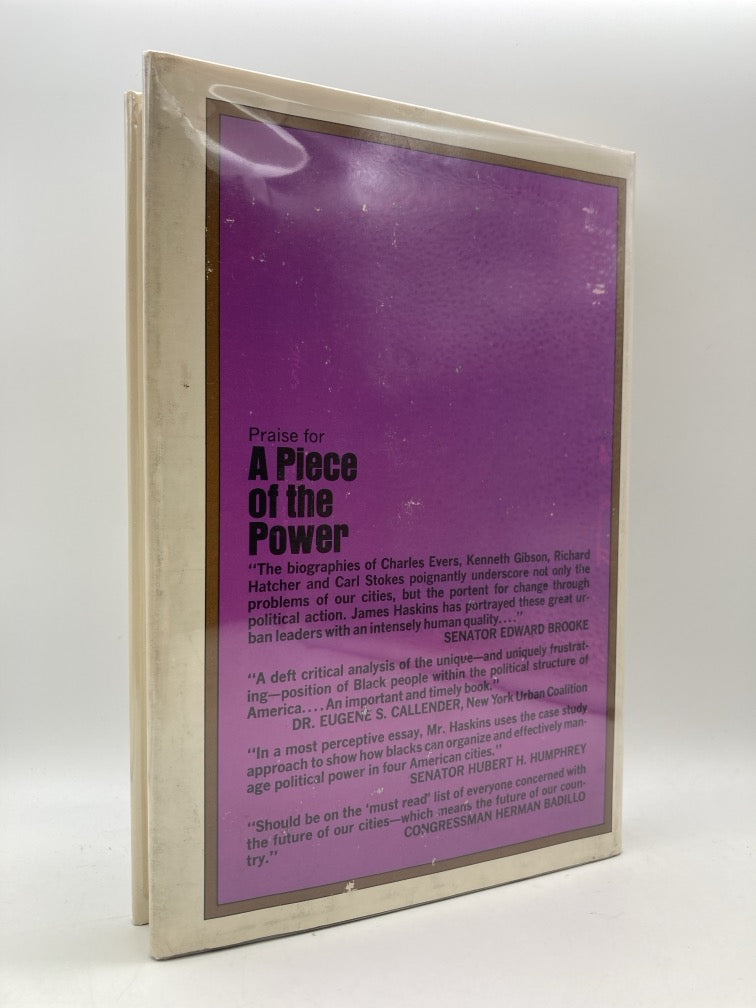 Praise for
A Piece
of the
Power
"The biographies of Charles Evers, Kenneth Gibson, Richard
Hatcher and Carl Stokes poignantly underscore not only the
problems of our cities, but the portent for change through
political action. James Haskins has portrayed these great ur-
ban leaders with an intensely human quality...."
SENATOR EDWARD BROOKE
"A deft critical analysis of the unique—and uniquely frustrat-
ing—position of Black people within the political structure of
America.... An important and timely book."
DR. EUGENE S. CALLENDER, New York Urban Coalition
"In a most perceptive essay, Mr. Haskins uses the case study
approach to show how blacks can organize and effectively man-
age political power in four American cities."
SENATOR HUBERT H. HUMPHREY
"Should be on the 'must read' list of everyone concerned with
the future of our cities—which means the future of our coun-
try."
CONGRESSMAN HERMAN BADILLO